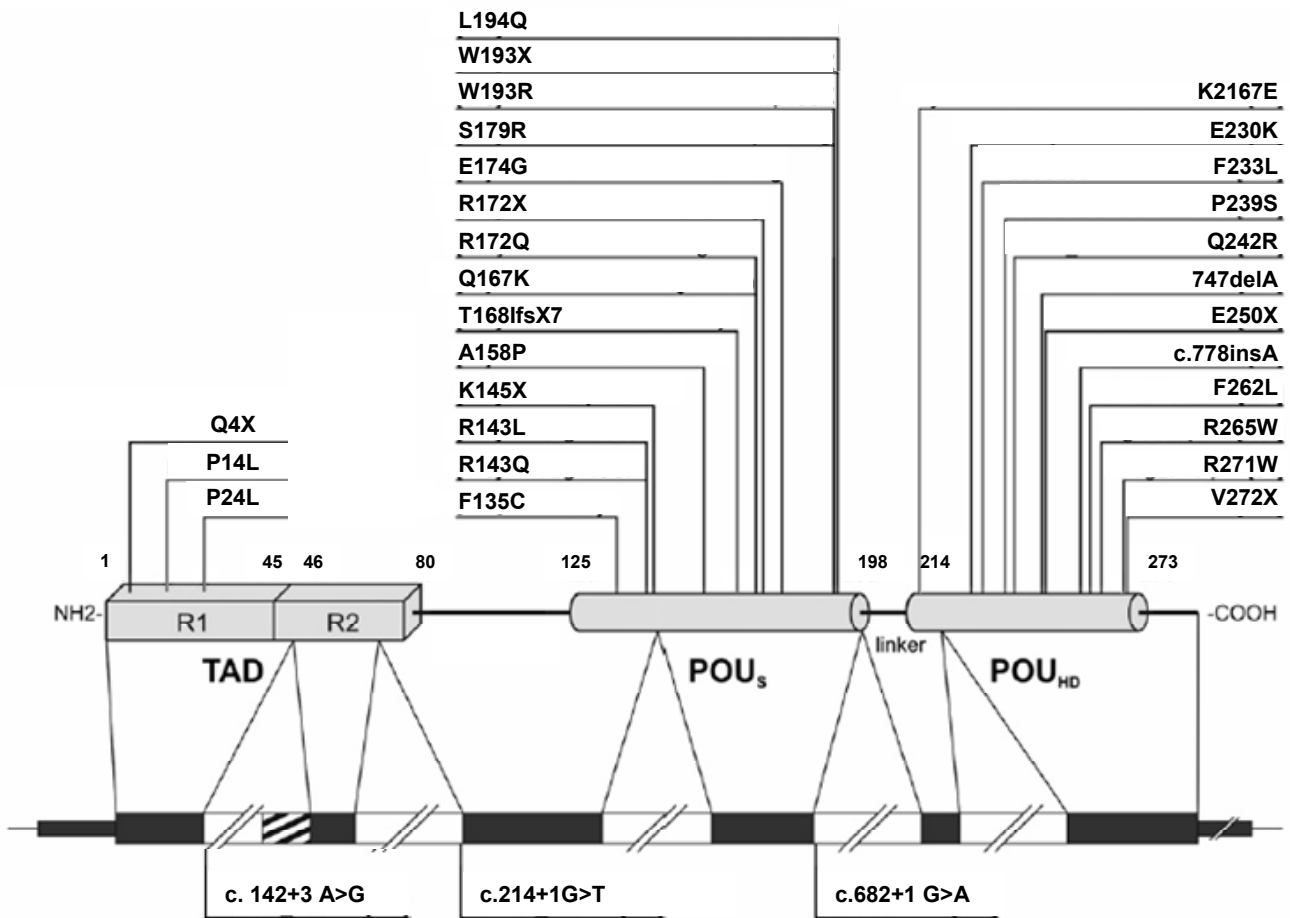 L194Q
W193X
W193R
S179R
E174G
R172X
R172Q
Q167K
T168IfsX7
A158P
K145X
R143L
R143Q
F135C
K2167E
E230K
F233L
P239S
Q242R
747delA
E250X
c.778insA
F262L
R265W
R271W
V272X
Q4X
P14L
P24L
1 45 46 80 125 198 214 273
NH2- R1 R2 linker -COOH
TAD POUS POUHD
c. 142+3 A>G c.214+1G>T c.682+1 G>A